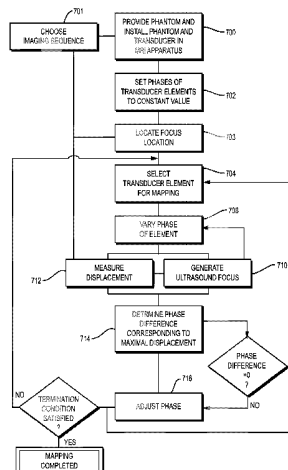 CHOOSE
IMAGING SEQUENCE
701
PROVIDE PHANTOM AND
INSTALL PHANTOM AND
TRANSDUCER IN
MRI APPARATUS
700
SET PHASES OF
TRANSDUCER ELEMENTS
TO CONSTANT VALUE
702
LOCATE FOCUS
LOCATION
703
SELECT
TRANSDUCER ELEMENT
FOR MAPPING
704
VARY PHASE
OF ELEMENT
708
712
MEASURE
DISPLACEMENT
GENERATE
ULTRASOUND FOCUS
710
714
DETERMINE PHASE
DIFFERENCE
CORRESPONDING TO
MAXIMAL DISPLACEMENT
PHASE
DIFFERENCE
=0
?
NO
716
ADJUST PHASE
NO
TERMINATION
CONDITION
SATISFIED
?
YES
MAPPING
COMPLETED